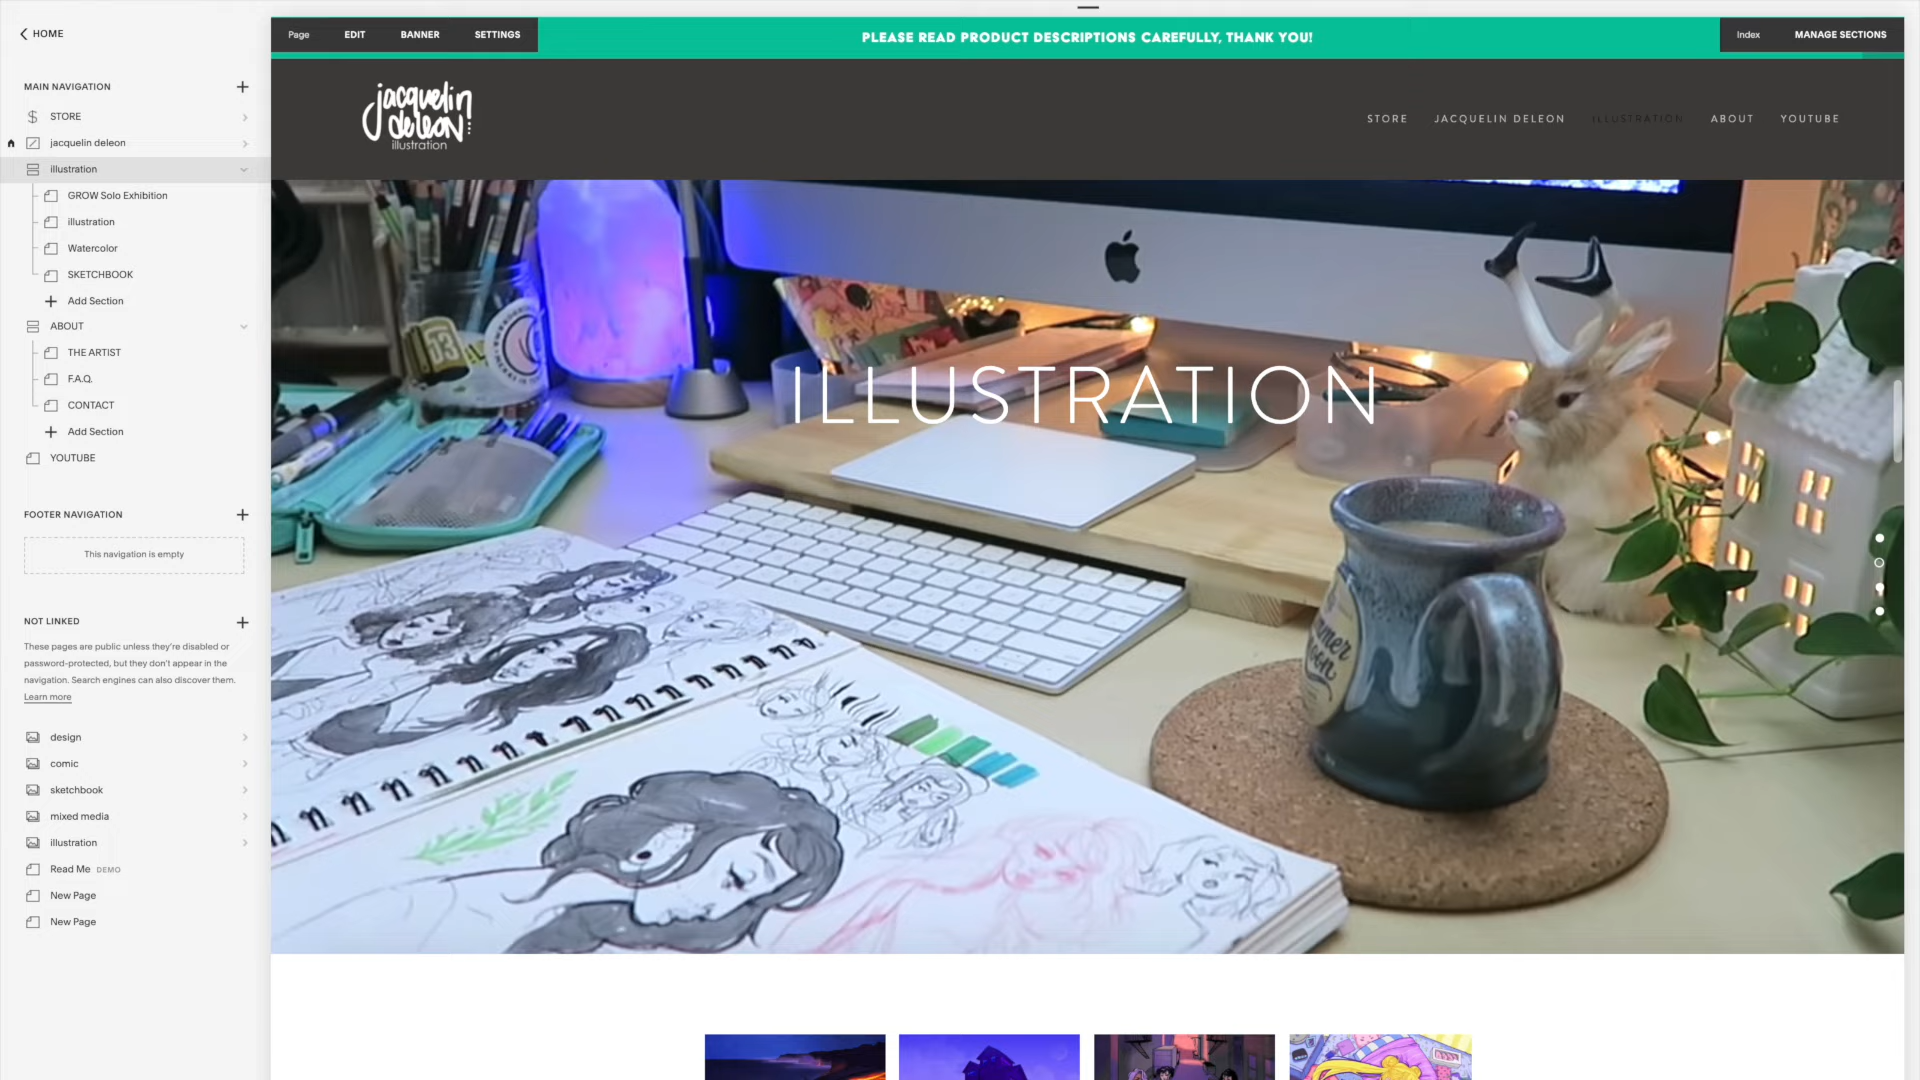 HOME
MAIN NAVIGATION
STORE
jacquelin deleon
illustration
GROW Solo Exhibition
illustration
Watercolor
SKETCHBOOK
Add Section
ABOUT
THE ARTIST
F.A.Q.
CONTACT
Add Section
YOUTUBE
FOOTER NAVIGATION
This navigation is empty
NOT LINKED
These pages are public unless they're disabled or
password-protected, but they don't appear in the
navigation. Search engines can also discover them.
Learn more
design
comic
sketchbook
mixed media
illustration
Read Me DEMO
New Page
New Page
Page EDIT BANNER SETTINGS
PLEASE READ PRODUCT DESCRIPTIONS CAREFULLY, THANK YOU!
Index MANAGE SECTIONS
jacquelin
deleon
illustration
STORE JACQUELIN DELEON ILLUSTRATION ABOUT YOUTUBE
ILLUSTRATION